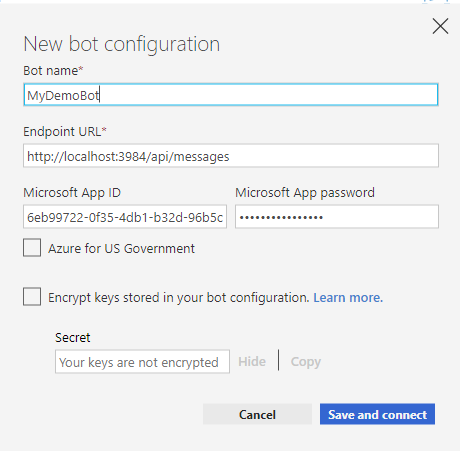 New bot configuration
Bot name*
MyDemoBot
Endpoint URL*
http://localhost:3984/api/messages
Microsoft App ID Microsoft App password
6eb99722-0f35-4db1-b32d-96b5c ••••••••••••••••
Azure for US Government
Encrypt keys stored in your bot configuration. Learn more.
Secret
Your keys are not encrypted Hide Copy
Cancel Save and connect